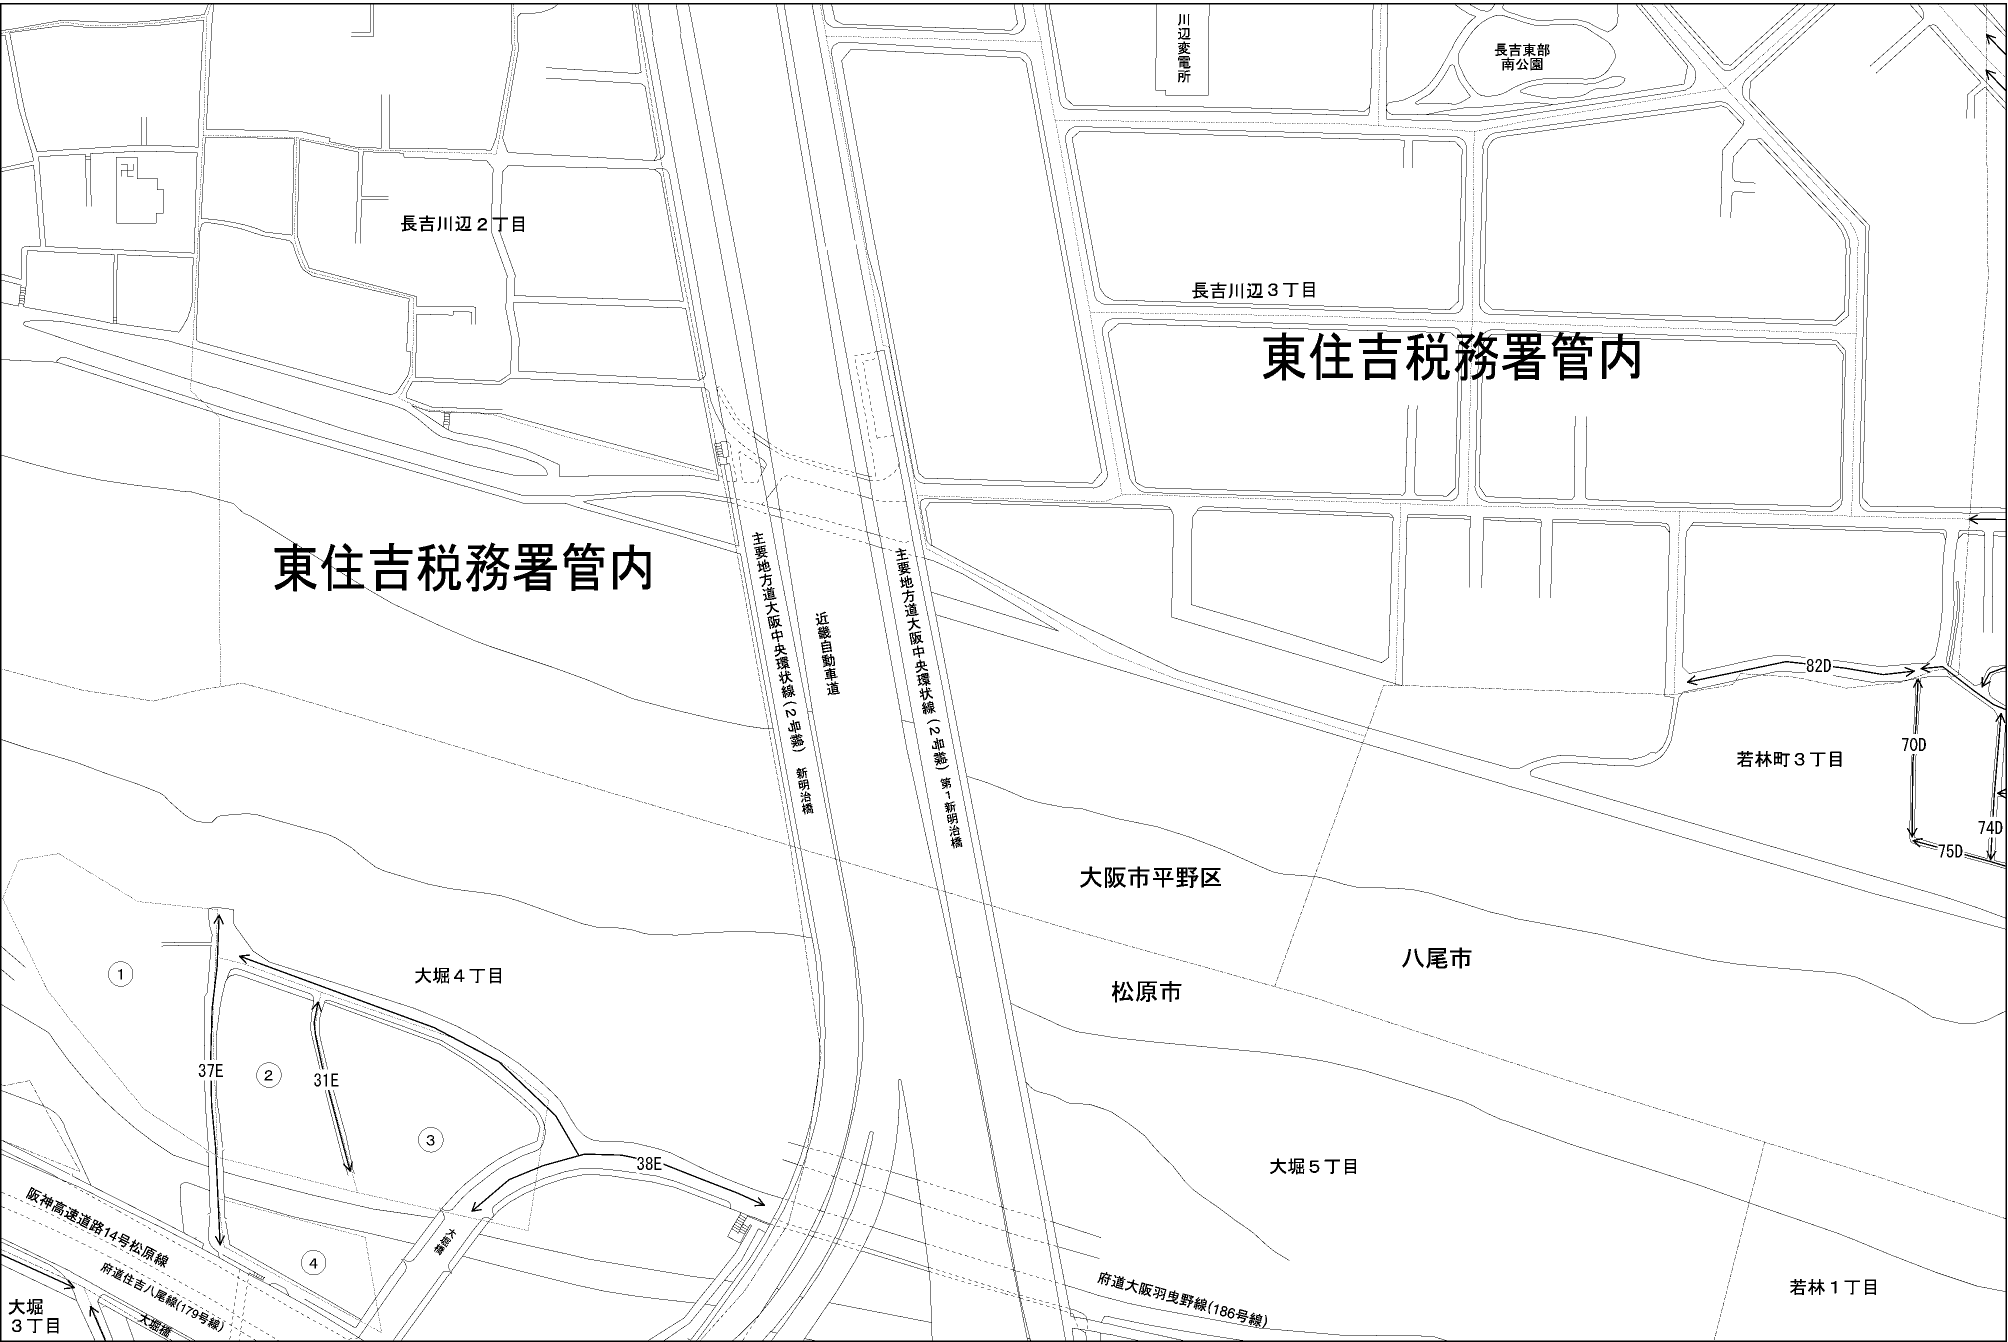 川辺変電所
長吉東部
南公園
長吉川辺2丁目
長吉川辺3丁目
東住吉税務署管内
東住吉税務署管内
主要地方道大阪中央環状線(2号線) 新明治橋
近畿自動車道
主要地方道大阪中央環状線(2号線) 第1新明治橋
82D
70D
若林町3丁目
74D
75D
大阪市平野区
八尾市
松原市
大堀4丁目
①
37E
②
31E
③
38E
大堀5丁目
④
大堀橋
阪神高速道路14号松原線
府道住吉八尾線(179号線)
大堀橋
大堀
3丁目
府道大阪羽曳野線(186号線)
若林1丁目